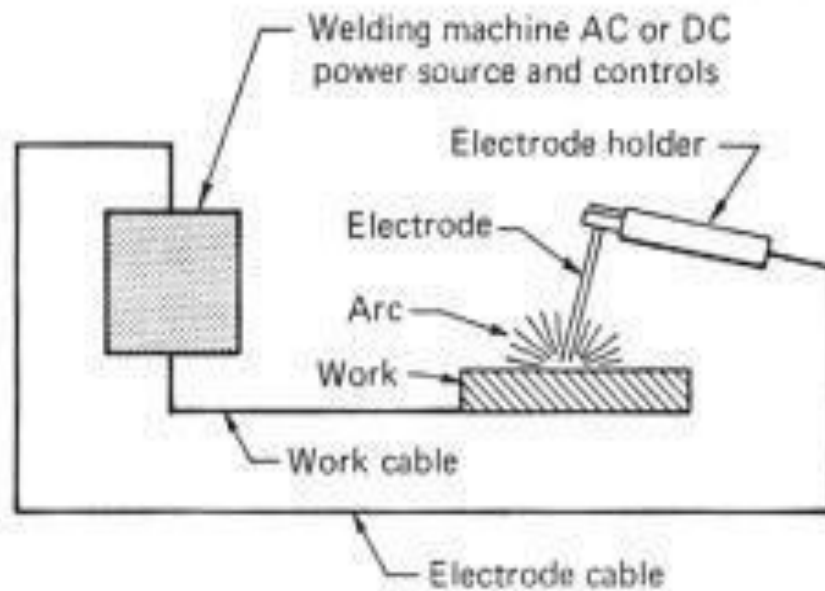 Welding machine AC or DC
power source and controls
Electrode holder
Electrode
Arc
Work
Work cable
Electrode cable